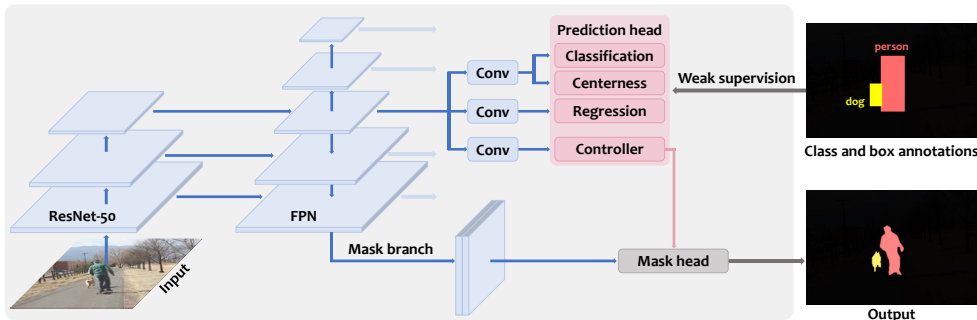 Prediction head
Classification
Conv
Centerness
Weak supervision
person
dog
Conv
Regression
Conv
Controller
Class and box annotations
ResNet-50
FPN
Mask branch
Mask head
Input
Output